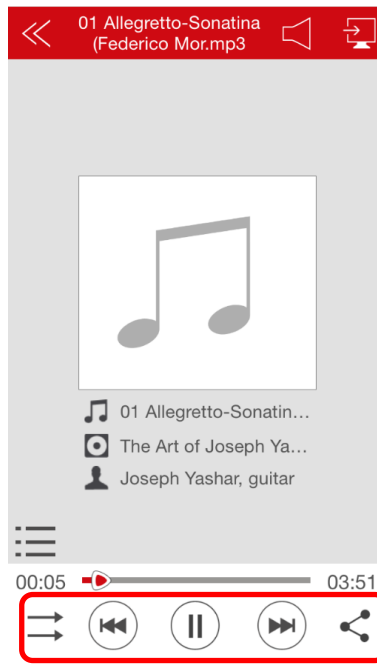 01 Allegretto-Sonatina
(Federico Mor.mp3
01 Allegretto-Sonatin...
The Art of Joseph Ya...
Joseph Yashar, guitar
00:05 03:51